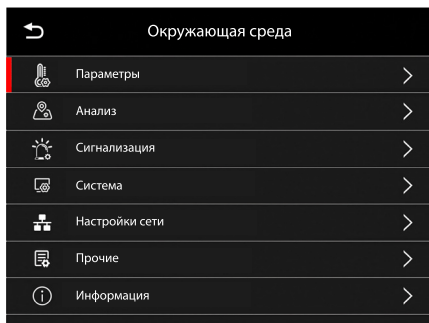 Окружающая среда
Параметры
Анализ
Сигнализация
Система
Настройки сети
Прочие
Информация